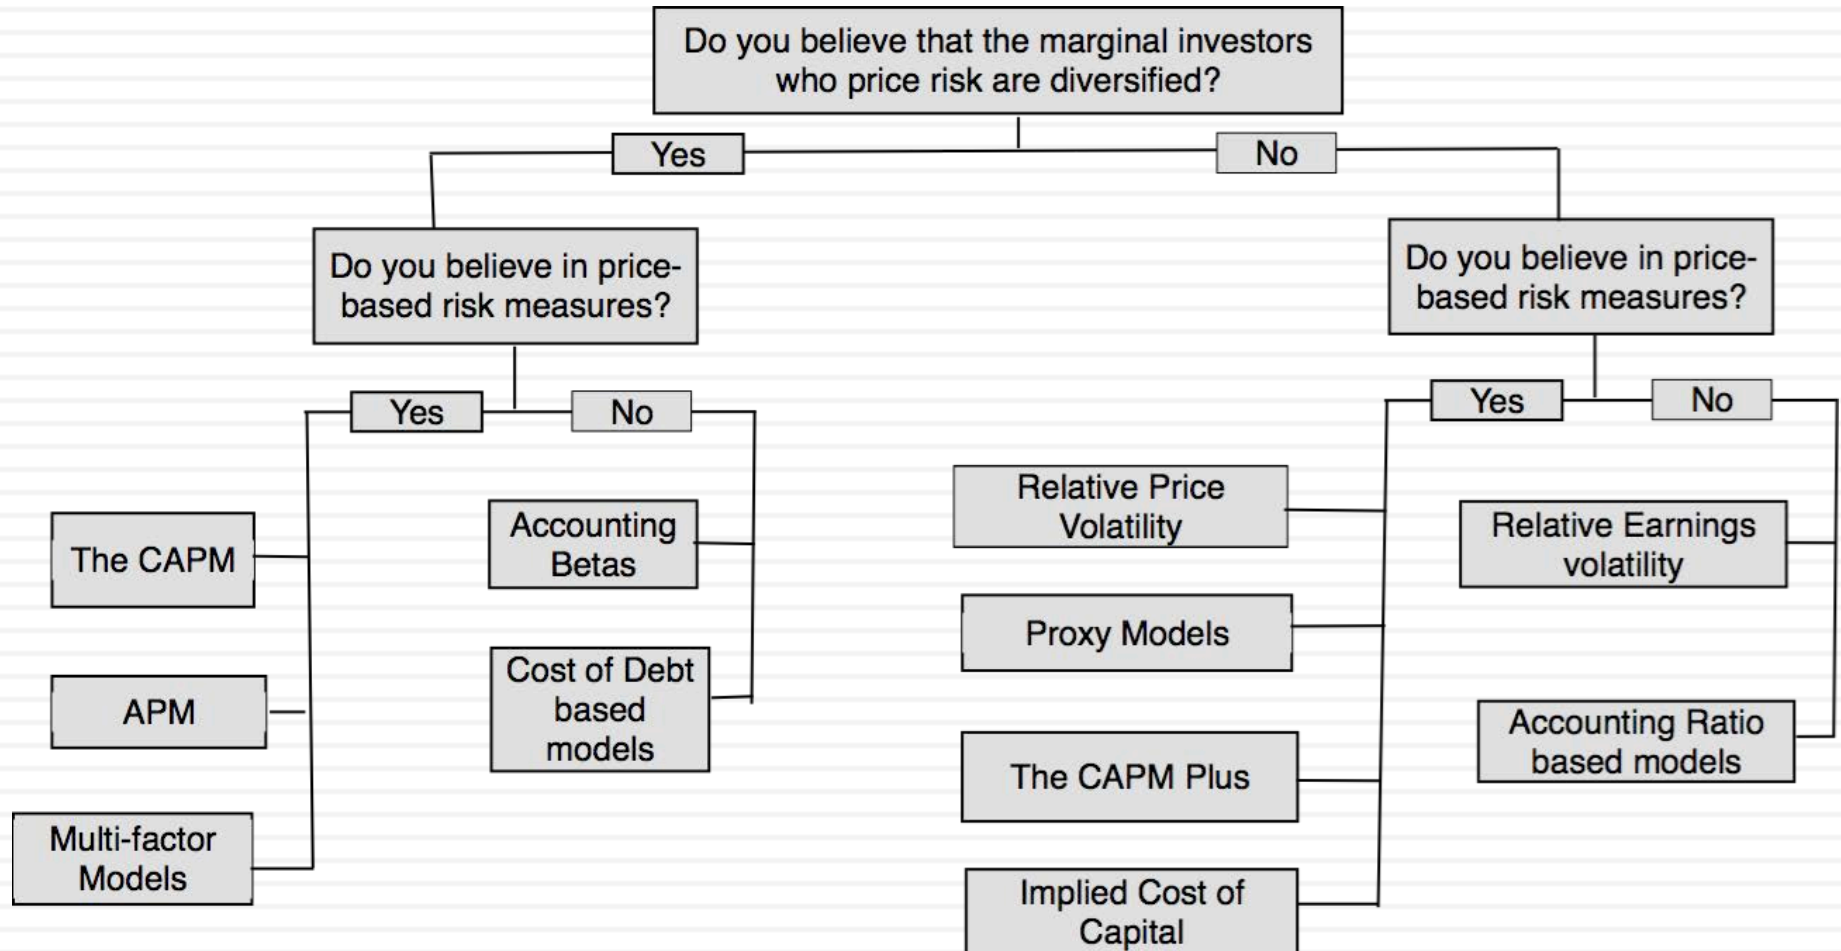 Do you believe that the marginal investors
who price risk are diversified?
Yes
No
Do you believe in price-
based risk measures?
Do you believe in price-
based risk measures?
Yes
No
Yes
No
The CAPM
APM
Multi-factor
Models
Accounting
Betas
Cost of Debt
based
models
Relative Price
Volatility
Proxy Models
The CAPM Plus
Implied Cost of
Capital
Relative Earnings
volatility
Accounting Ratio
based models